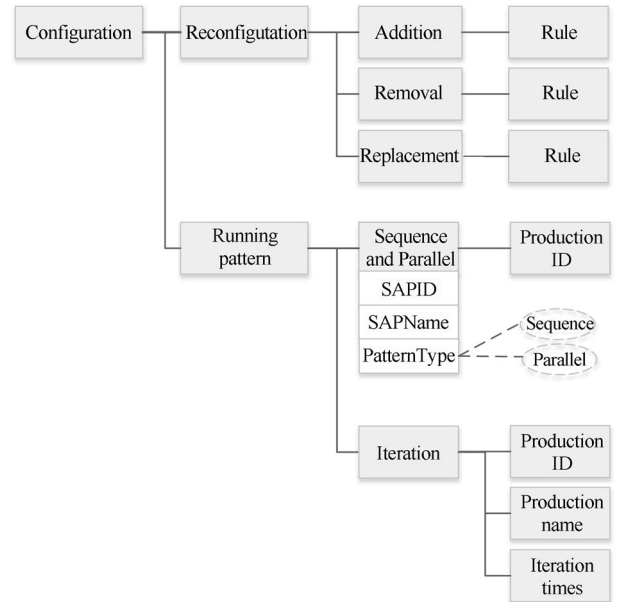 Configuration
Reconfigutation
Addition
Rule
Removal
Rule
Replacement
Rule
Running
pattern
Sequence
and Parallel
Production
ID
SAPID
SAPName
PatternType
Sequence
Parallel
Iteration
Production
ID
Production
name
Iteration
times